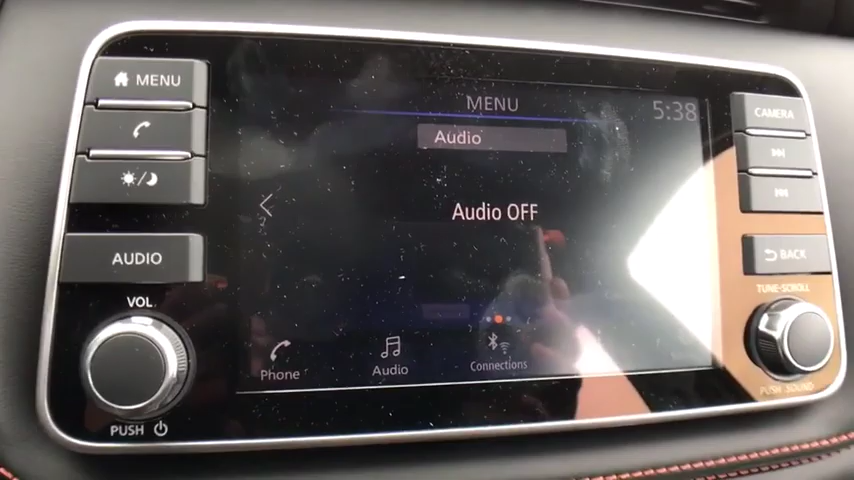 MENU
AUDIO
VOL
PUSH
MENU
5:38
Audio
Audio OFF
Phone
Audio
Connections
CAMERA
BACK
TUNE-SCROLL
PUSH SOUND